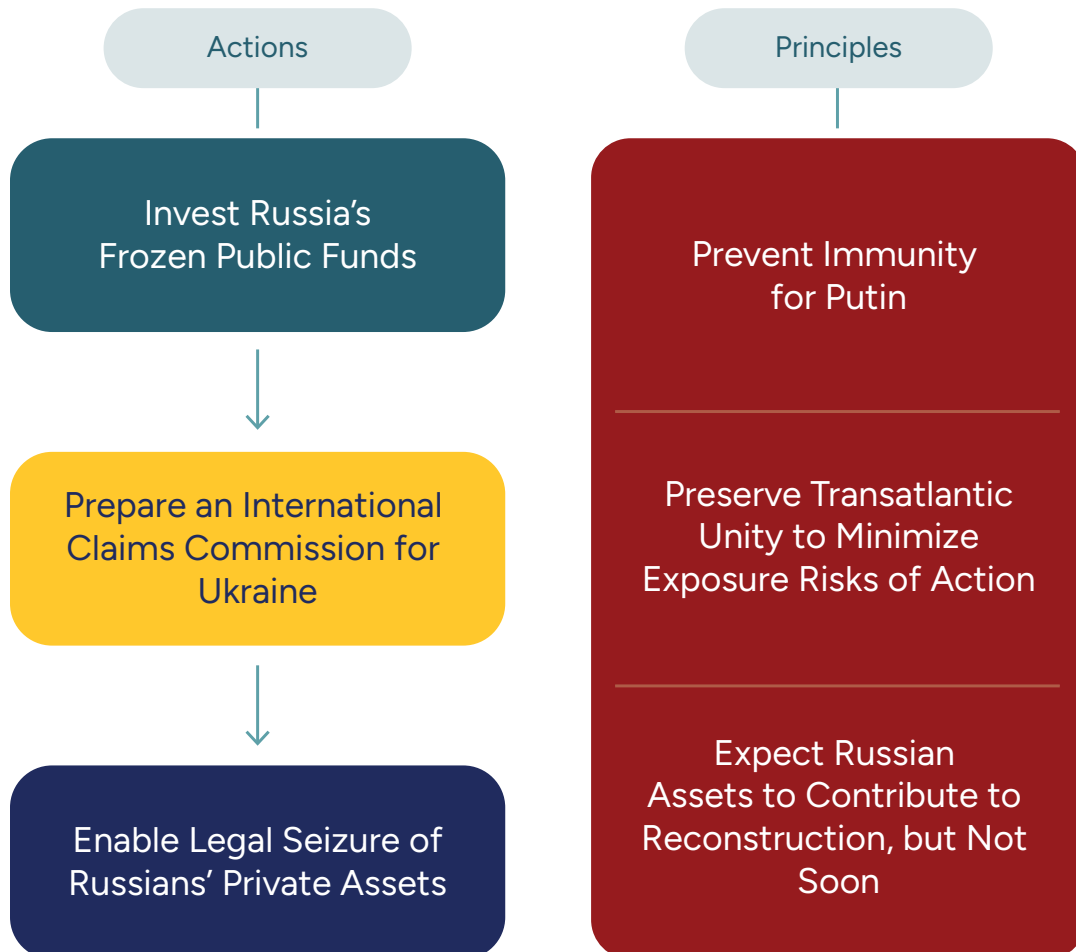 Actions
Invest Russia’s
Frozen Public Funds
Prepare an International
Claims Commission for
Ukraine
Enable Legal Seizure of
Russians’ Private Assets
Principles
Prevent Immunity
for Putin
Preserve Transatlantic
Unity to Minimize
Exposure Risks of Action
Expect Russian
Assets to Contribute to
Reconstruction, but Not
Soon